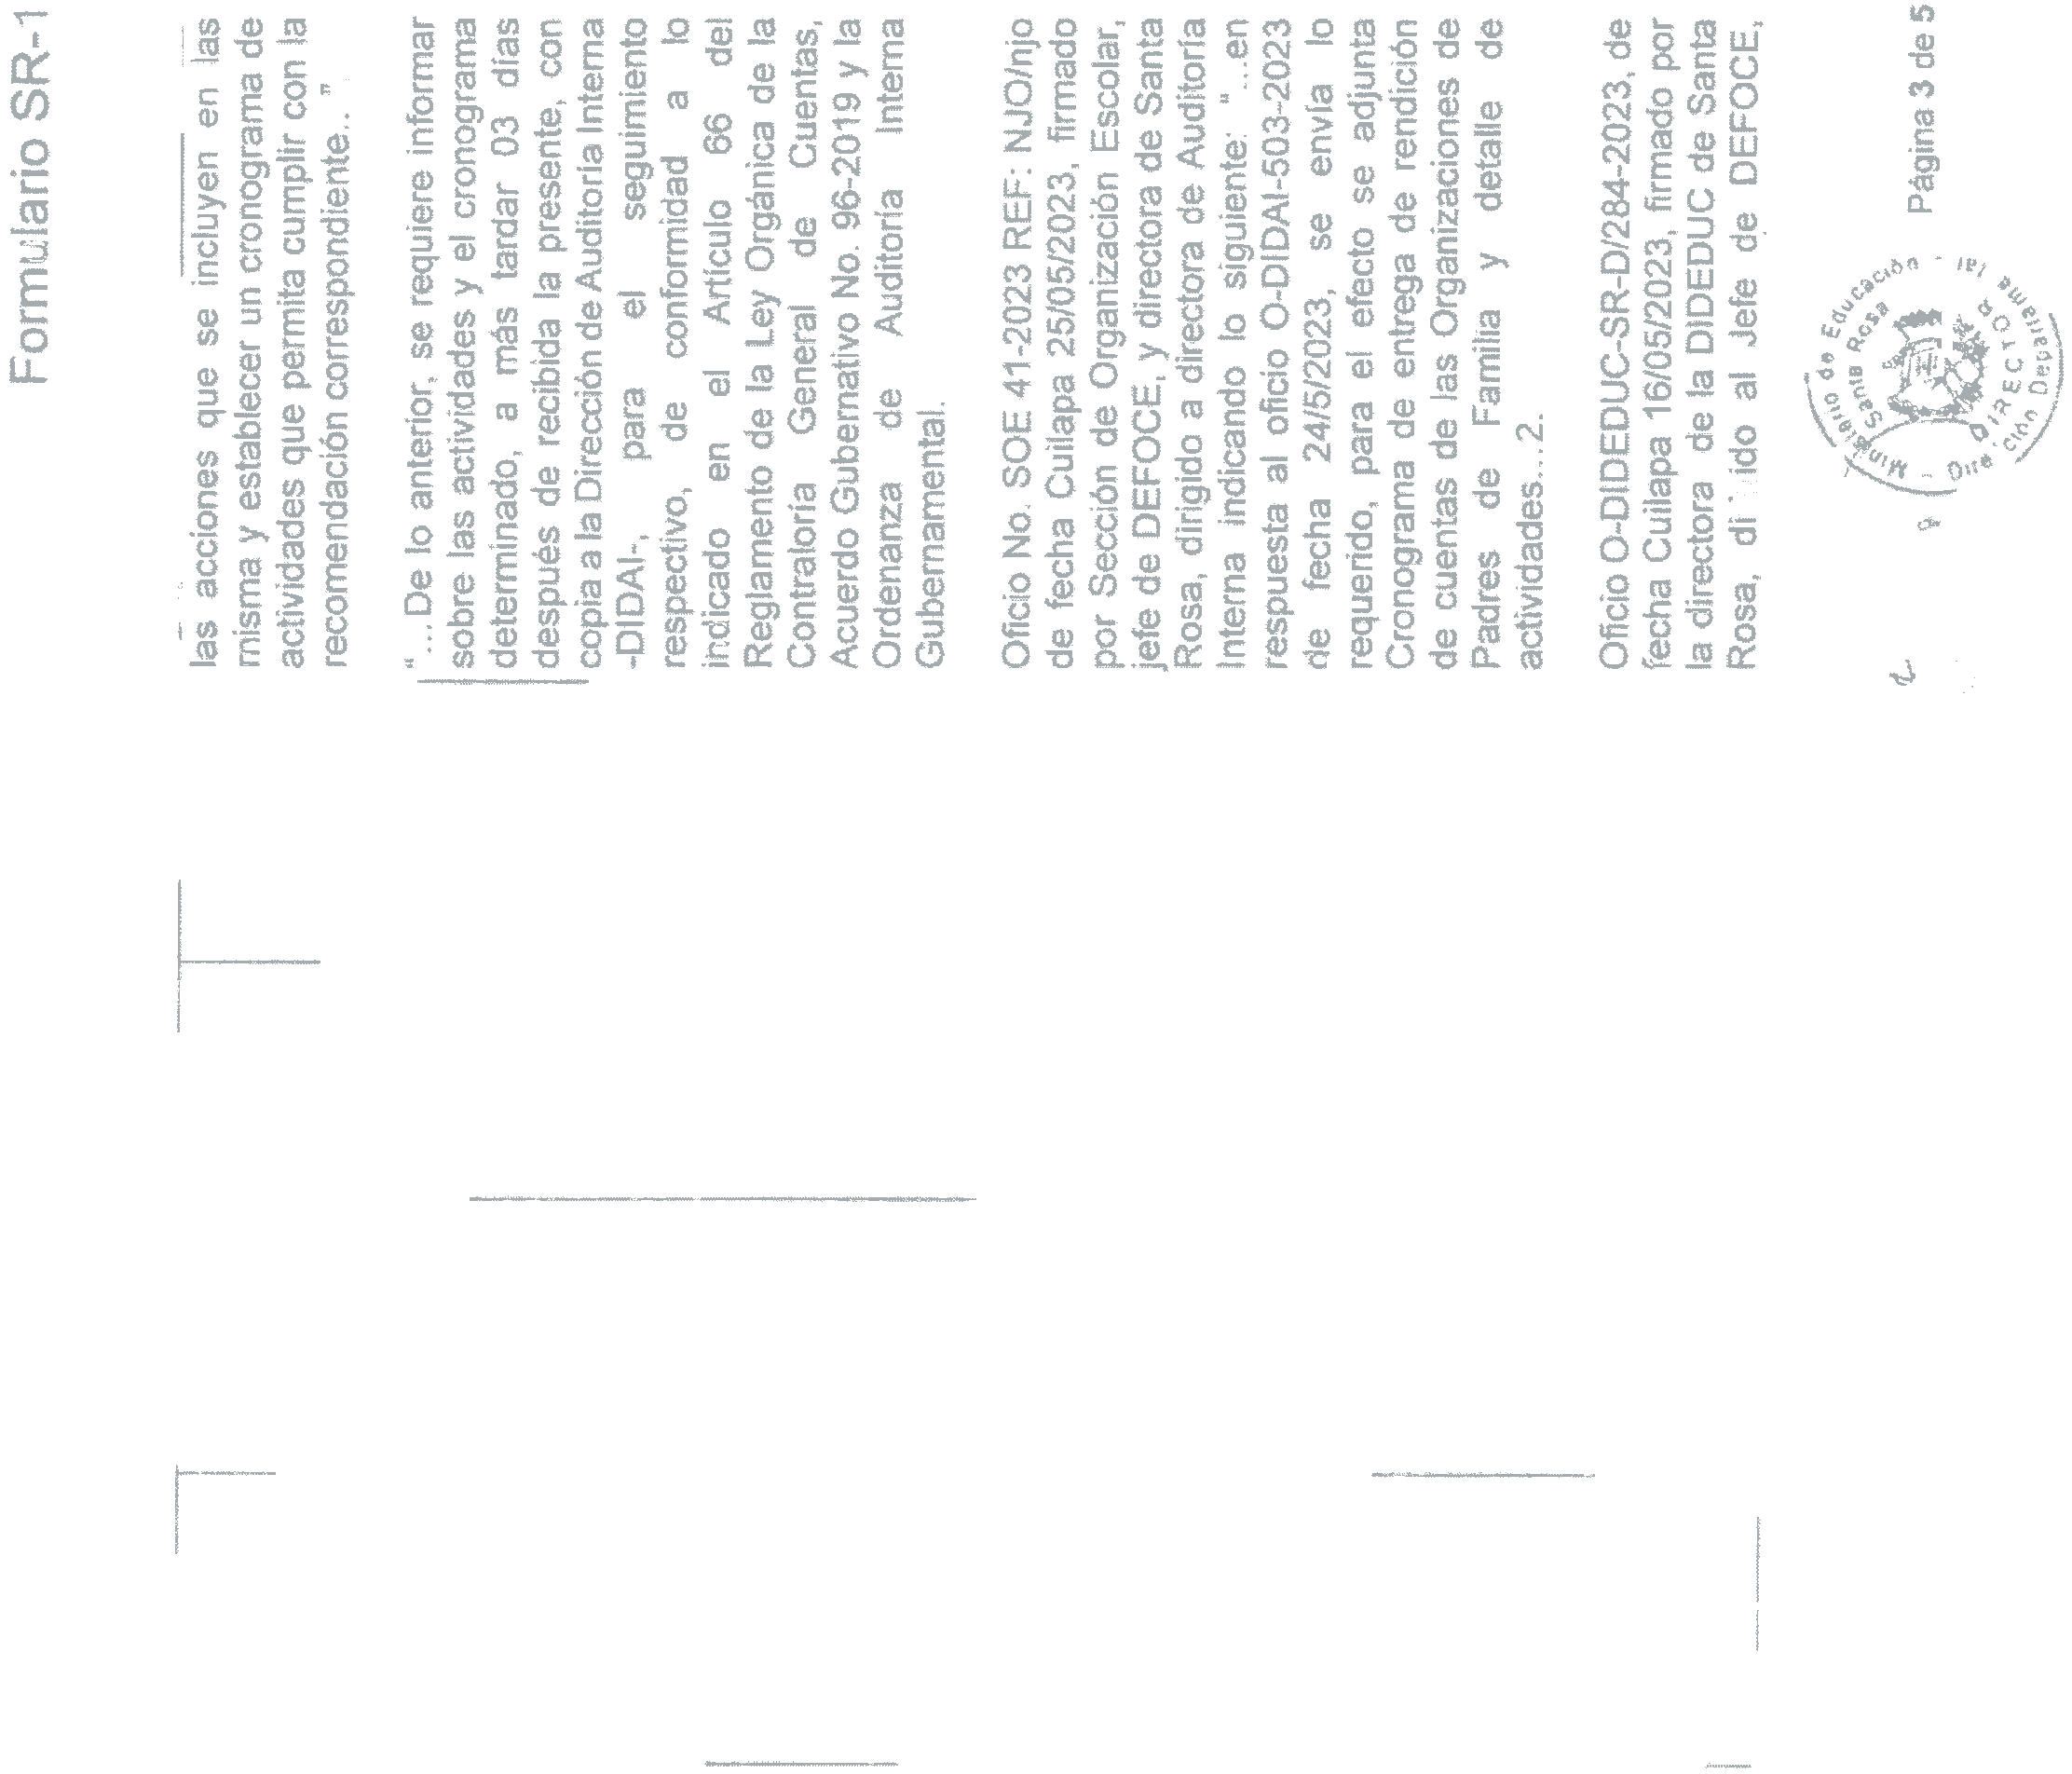 Formulario SR-1
las acciones que se incluyen en las
misma y establecer un cronograma de
actividades que permita cumplir con la
recomendación correspondiente..."
"...De lo anterior, se requiere informar
sobre las actividades y el cronograma
determinado, a más tardar 03 días
después de recibida la presente, con
copia a la Dirección de Auditoría Interna
-DIDAI-, para el seguimiento
respectivo, de conformidad a lo
indicado en el Artículo 66 del
Reglamento de la Ley Orgánica de la
Contraloría General de Cuentas,
Acuerdo Gubernativo No. 96-2019 y la
Ordenanza de Auditoría Interna
Gubernamental.
Oficio No. SOE 41-2023 REF: NJO/njo
de fecha Cuilapa 25/05/2023, firmado
por Sección de Organización Escolar,
jefe de DEFOCE, y directora de Santa
Rosa, dirigido a directora de Auditoría
Interna indicando lo siguiente: "...en
respuesta al oficio O-DIDAI-503-2023
de fecha 24/5/2023, se envía lo
requerido, para el efecto se adjunta
Cronograma de entrega de rendición
de cuentas de las Organizaciones de
Padres de Familia y detalle de
actividades...2.
Oficio O-DIDEDUC-SR-D/284-2023, de
fecha Cuilapa 16/05/2023, firmado por
la directora de la DIDEDUC de Santa
Rosa, al Jefe de DEFOCE,
Ministerio de Educación
Santa Rosa
DIRECTOR
Página 3 de 5